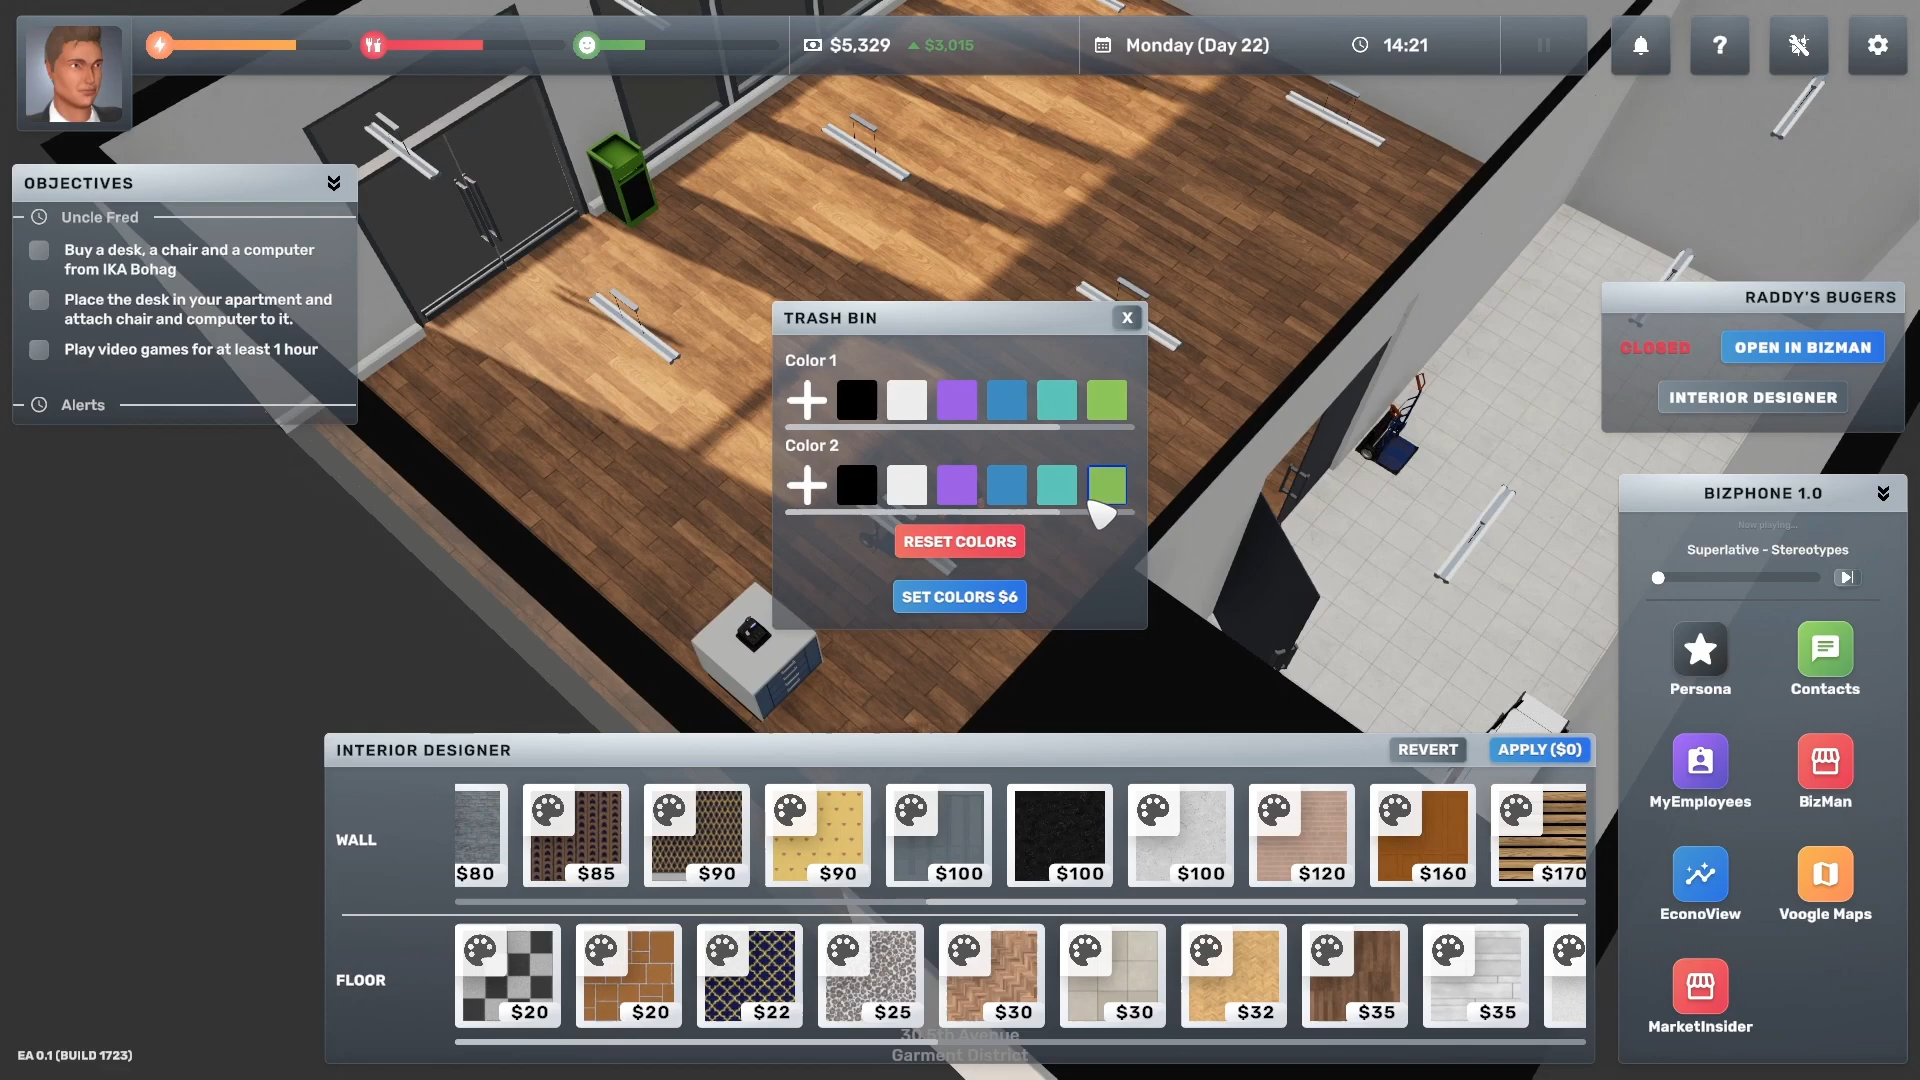 $5,329
$3,015
Monday (Day 22)
14:21
?
OBJECTIVES
Uncle Fred
Buy a desk, a chair and a computer
from IKA Bohag
Place the desk in your apartment and
attach chair and computer to it.
Play video games for at least 1 hour
Alerts
TRASH BIN
X
Color 1
Color 2
RESET COLORS
SET COLORS $6
RADDY'S BUGERS
CLOSED
OPEN IN BIZMAN
INTERIOR DESIGNER
BIZPHONE 1.0
Now playing...
Superlative - Stereotypes
Persona
Contacts
MyEmployees
BizMan
EconoView
Voogle Maps
MarketInsider
INTERIOR DESIGNER
REVERT
APPLY ($0)
WALL
$80
$85
$90
$90
$100
$100
$100
$120
$160
$170
FLOOR
$20
$20
$22
$25
$30
$30
$32
$35
$35
30 5th Avenue
Garment District
EA 0.1 (BUILD 1723)